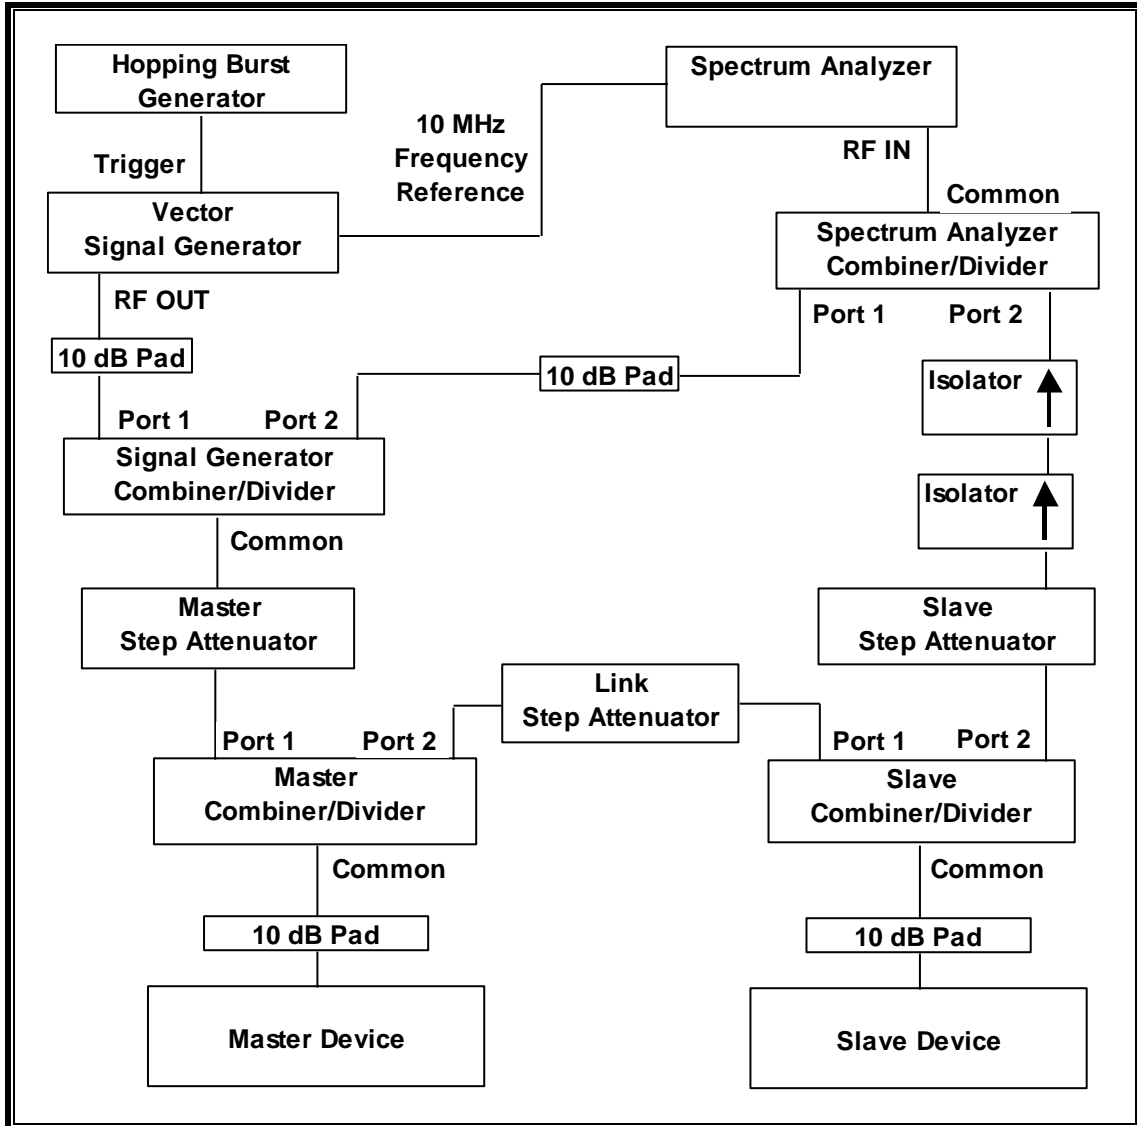 Hopping Burst
Generator
Spectrum Analyzer
10 MHz
Frequency
Reference
Trigger
RF IN
Common
Vector
Signal Generator
Spectrum Analyzer
Combiner/Divider
RF OUT
Port 1
Port 2
10 dB Pad
10 dB Pad
Isolator
Port 1
Port 2
Signal Generator
Combiner/Divider
Isolator
Common
Master
Step Attenuator
Slave
Step Attenuator
Link
Step Attenuator
Port 1
Port 2
Port 1
Port 2
Master
Combiner/Divider
Slave
Combiner/Divider
Common
Common
10 dB Pad
10 dB Pad
Master Device
Slave Device